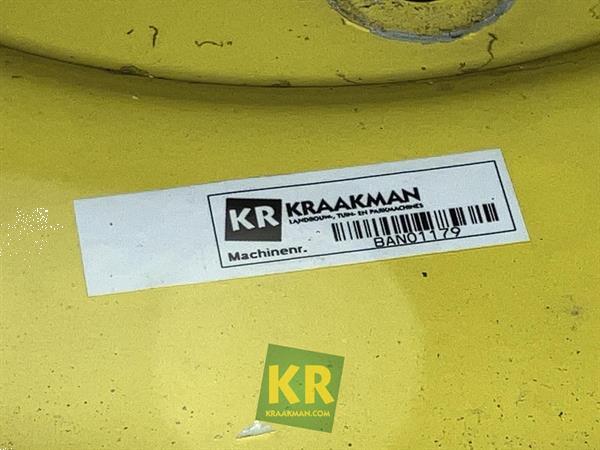 KR KRAAKMAN
LANDBOUW-, TUIN- EN PARKMACHINES
Machinenr.
BAN01179
KR
KRAAKMAN.COM